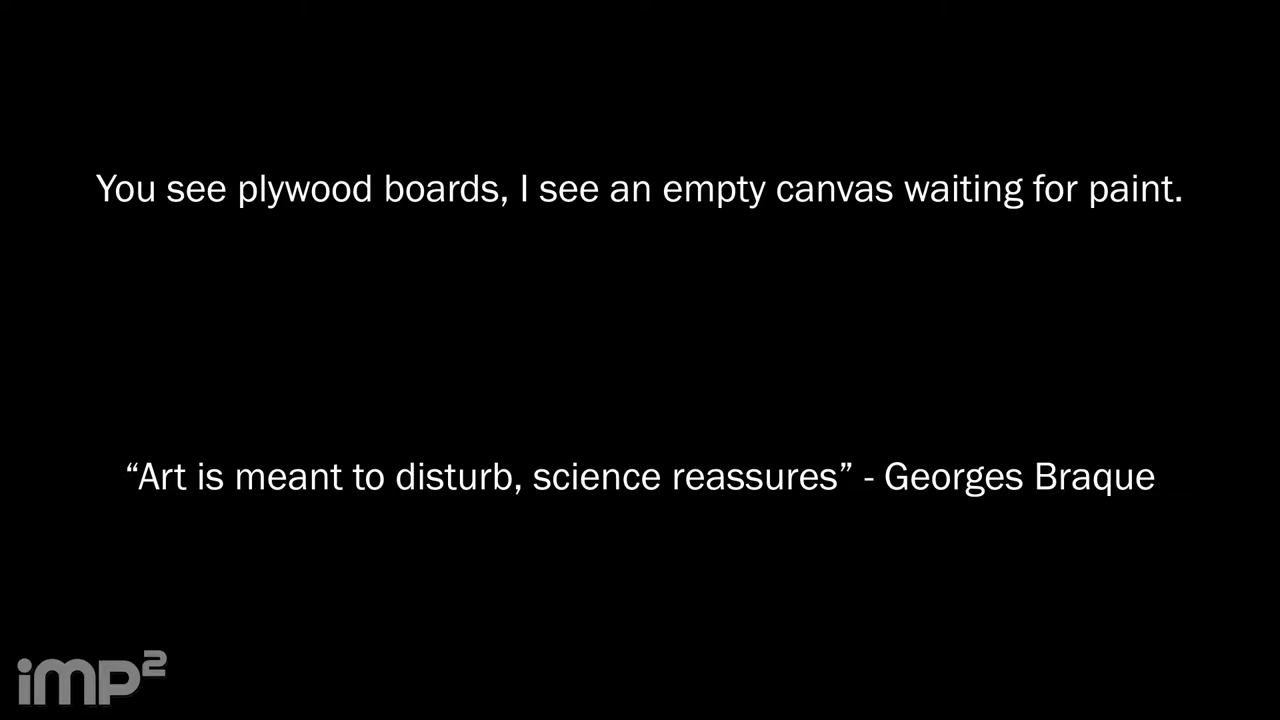 You see plywood boards, I see an empty canvas waiting for paint.
“Art is meant to disturb, science reassures” - Georges Braque
iMP²